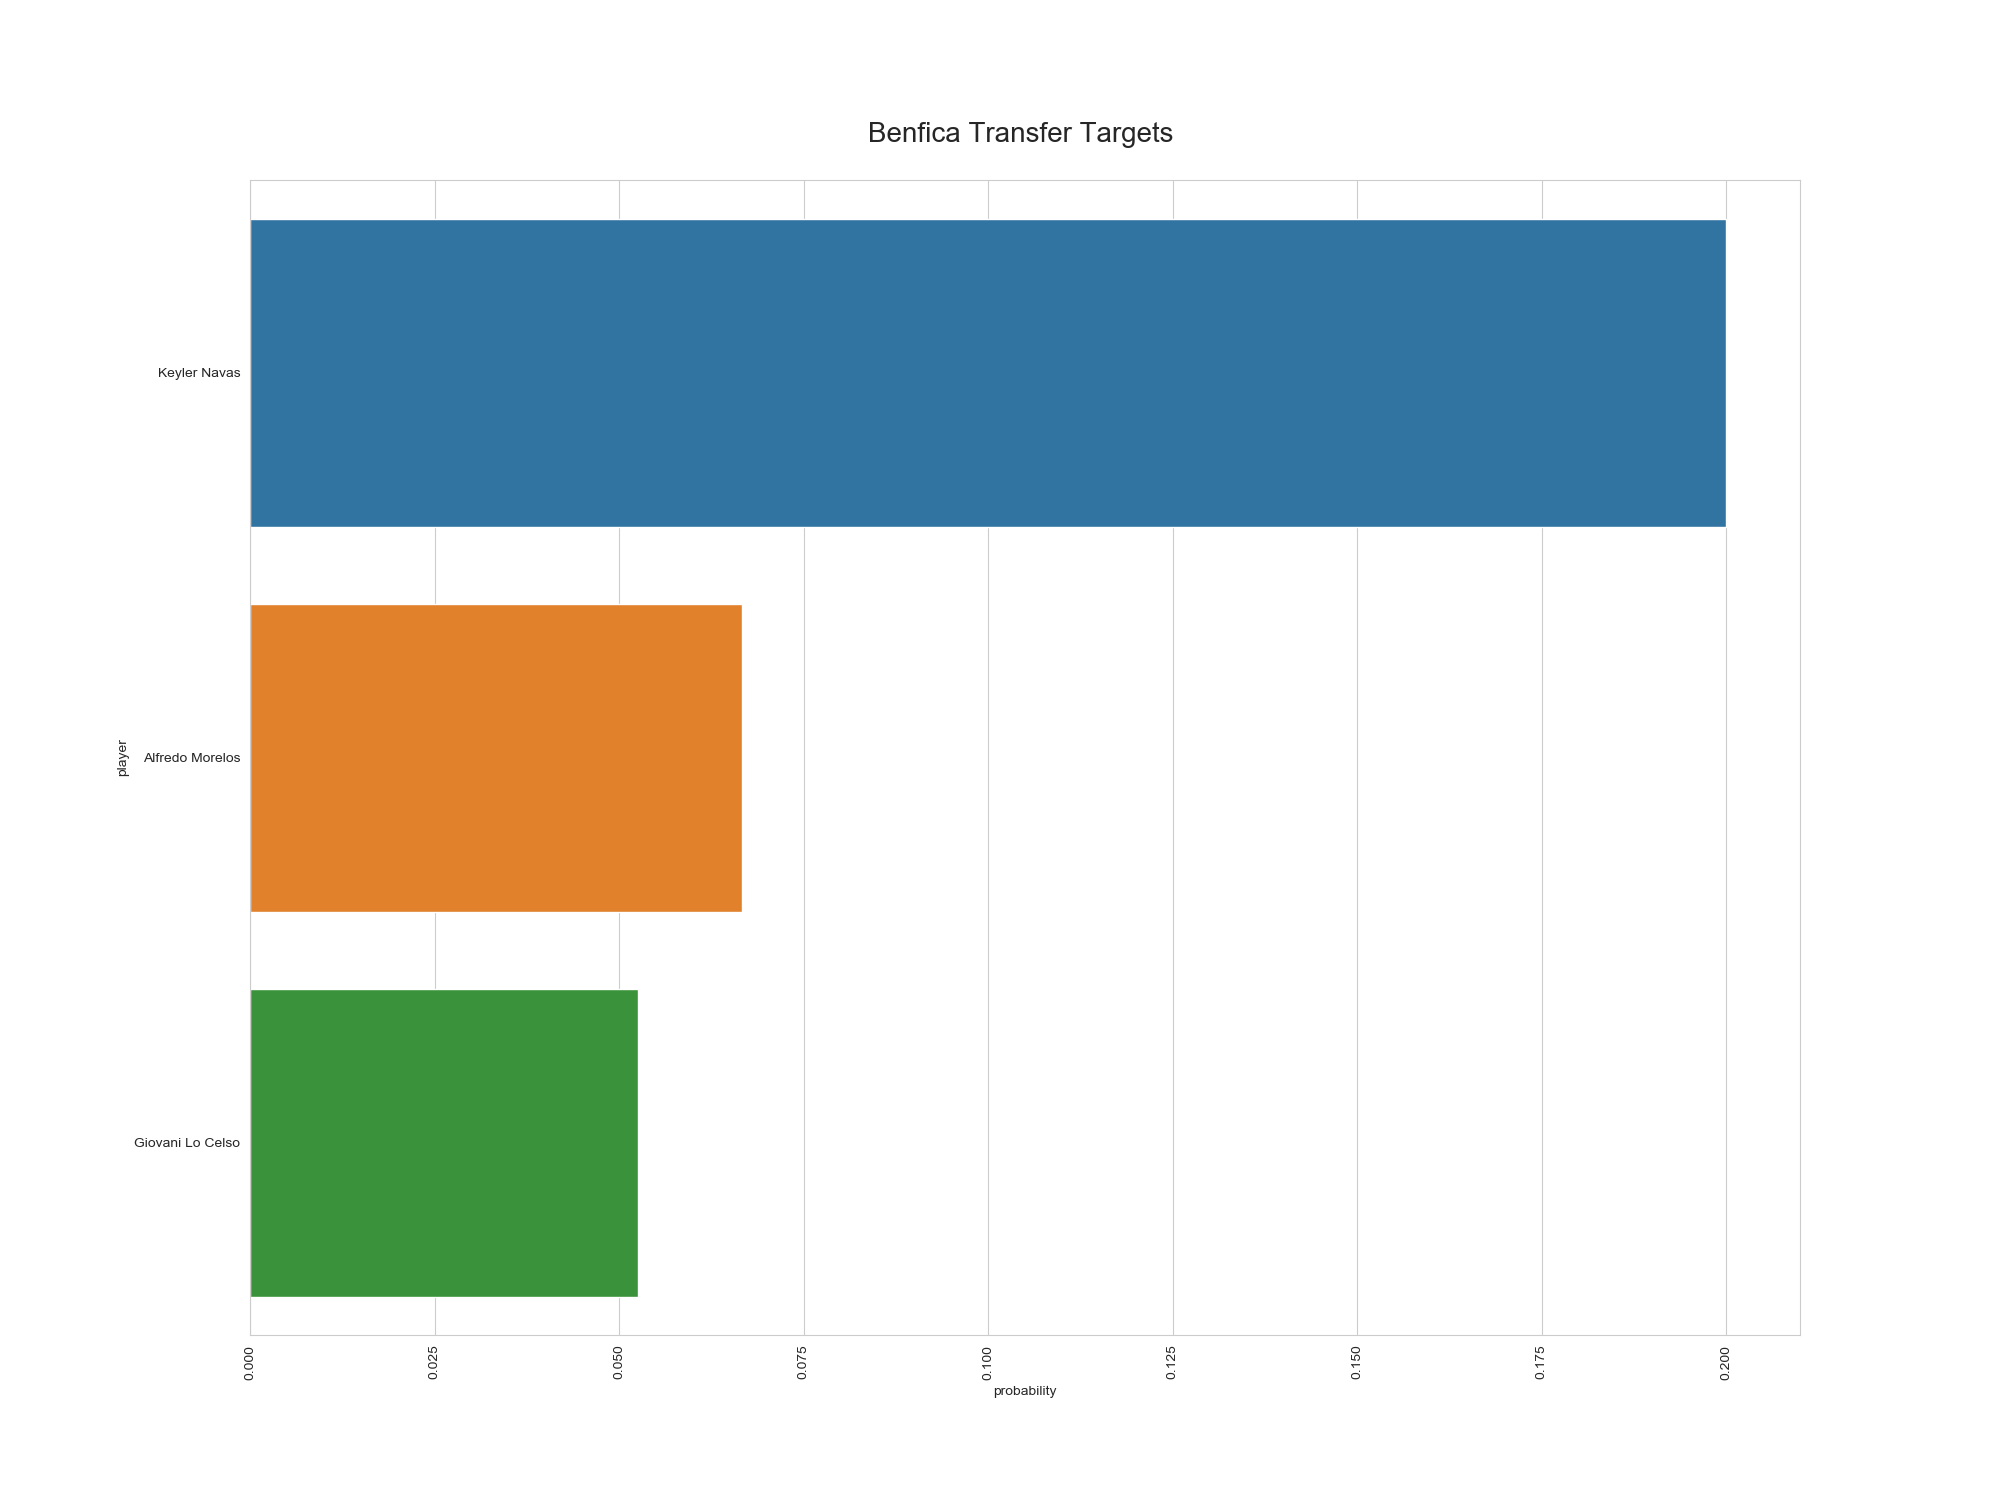 Benfica Transfer Targets
player
Keyler Navas
Alfredo Morelos
Giovani Lo Celso
0.000
0.025
0.050
0.075
0.100
0.125
0.150
0.175
0.200
probability